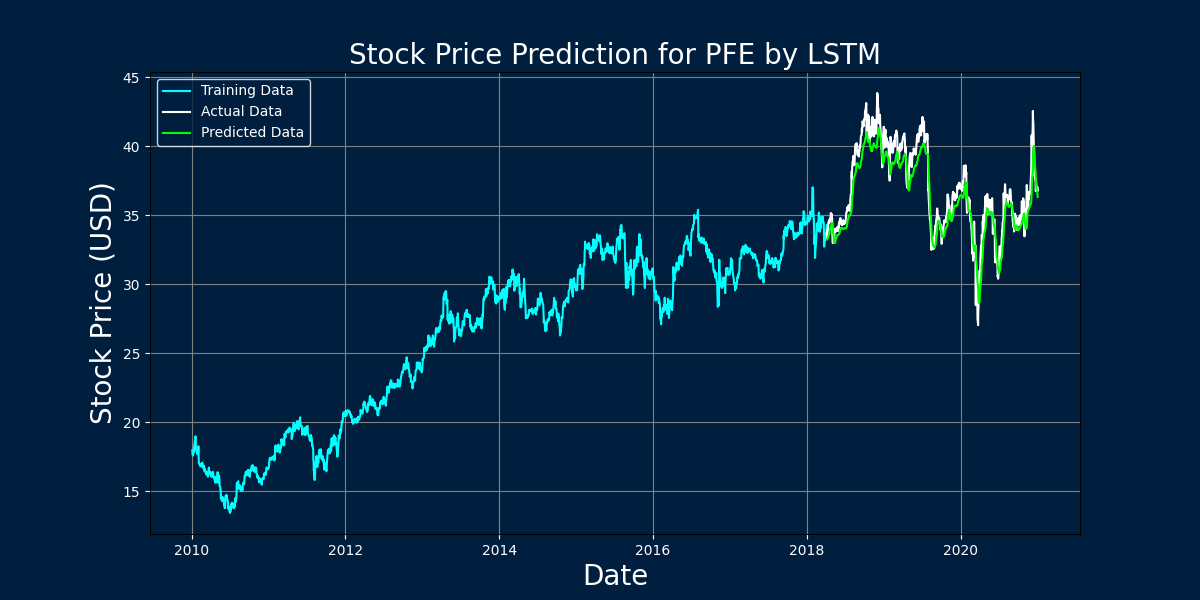 Stock Price Prediction for PFE by LSTM
Training Data
Actual Data
Predicted Data
Stock Price (USD)
45
40
35
30
25
20
15
2010
2012
2014
2016
2018
2020
Date